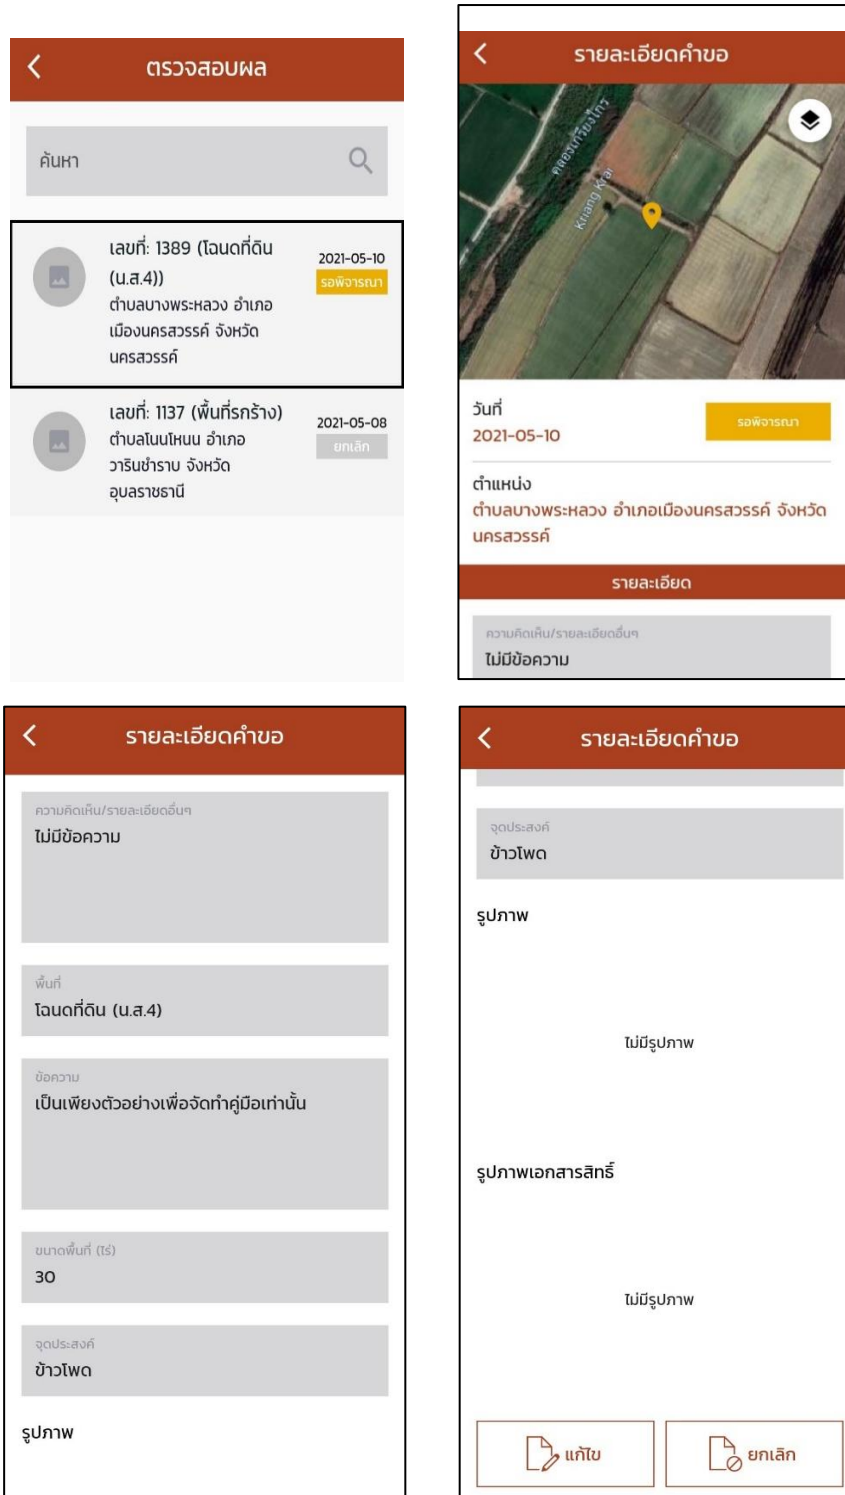 ตรวจสอบผล
ค้นหา
เลขที่: 1389 (โฉนดที่ดิน
(น.ส.4))
ตำบลบางพระหลวง อำเภอ
เมืองนครสวรรค์ จังหวัด
นครสวรรค์
2021-05-10
รอพิจารณา
เลขที่: 1137 (พื้นที่รกร้าง)
ตำบลโนนโหนน อำเภอ
วารินชำราบ จังหวัด
อุบลราชธานี
2021-05-08
ยกเลิก
รายละเอียดคำขอ
คลองเกรียงไกร
Kriang Krai
วันที่
2021-05-10
รอพิจารณา
ตำแหน่ง
ตำบลบางพระหลวง อำเภอเมืองนครสวรรค์ จังหวัด
นครสวรรค์
รายละเอียด
ความคิดเห็น/รายละเอียดอื่นๆ
ไม่มีข้อความ
รายละเอียดคำขอ
ความคิดเห็น/รายละเอียดอื่นๆ
ไม่มีข้อความ
พื้นที่
โฉนดที่ดิน (น.ส.4)
ข้อความ
เป็นเพียงตัวอย่างเพื่อจัดทำคู่มือเท่านั้น
ขนาดพื้นที่ (ไร่)
30
จุดประสงค์
ข้าวโพด
รูปภาพ
รายละเอียดคำขอ
จุดประสงค์
ข้าวโพด
รูปภาพ
ไม่มีรูปภาพ
รูปภาพเอกสารสิทธิ์
ไม่มีรูปภาพ
แก้ไข
ยกเลิก